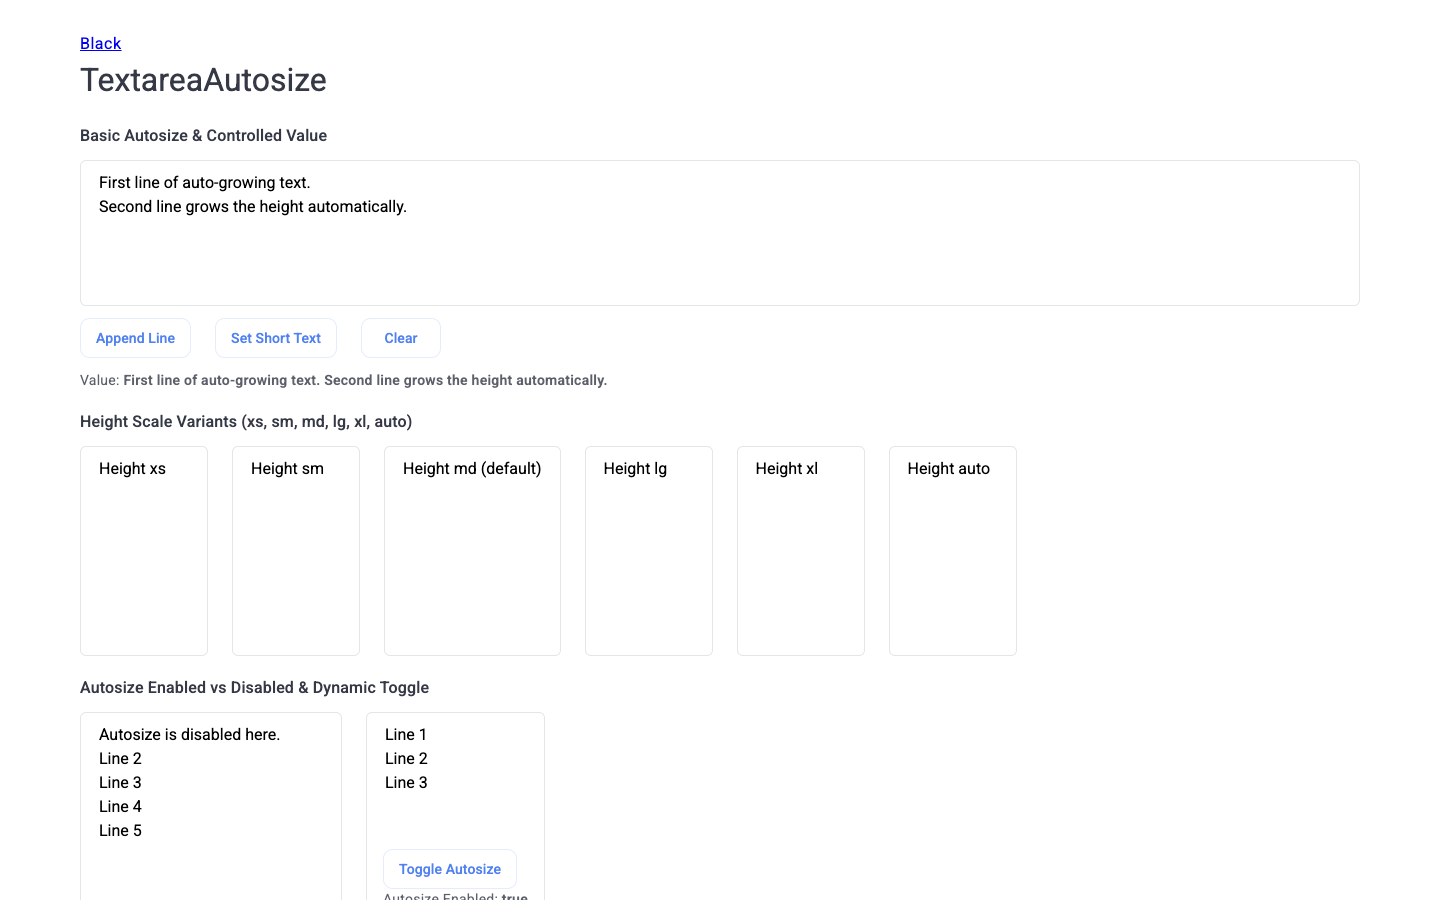 Black
TextareaAutosize
Basic Autosize & Controlled Value
First line of auto-growing text.
Second line grows the height automatically.
Append Line
Set Short Text
Clear
Value: First line of auto-growing text. Second line grows the height automatically.
Height Scale Variants (xs, sm, md, lg, xl, auto)
Height xs
Height sm
Height md (default)
Height lg
Height xl
Height auto
Autosize Enabled vs Disabled & Dynamic Toggle
Autosize is disabled here.
Line 2
Line 3
Line 4
Line 5
Line 1
Line 2
Line 3
Toggle Autosize
Autosize Enabled: true